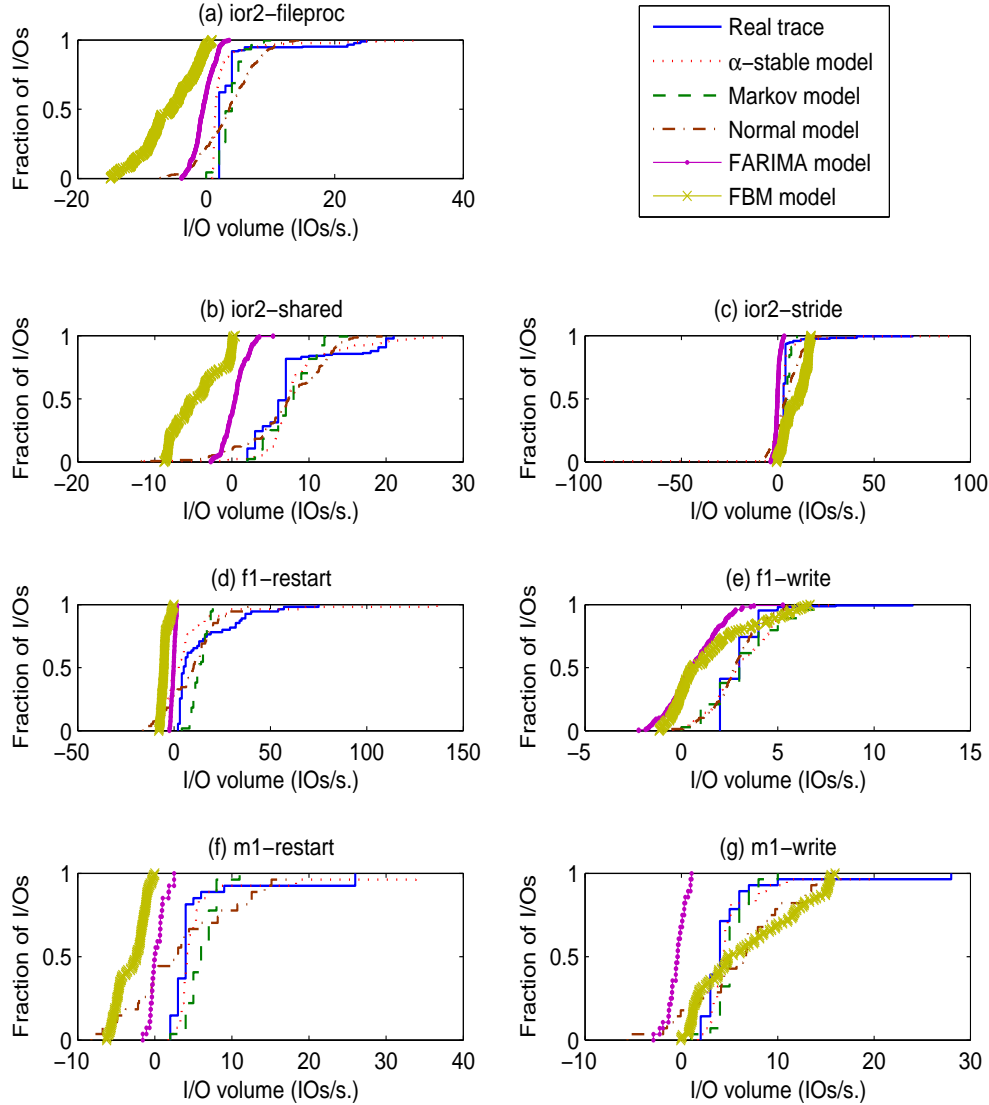 (a) ior2−fileproc
1
0.5
0
−20
0
20
40
Fraction of I/Os
I/O volume (IOs/s.)
Real trace
α−stable model
Markov model
Normal model
FARIMA model
FBM model
(b) ior2−shared
1
0.5
0
−20
−10
0
10
20
30
Fraction of I/Os
I/O volume (IOs/s.)
(c) ior2−stride
1
0.5
0
−100
−50
0
50
100
Fraction of I/Os
I/O volume (IOs/s.)
(d) f1−restart
1
0.5
0
−50
0
50
100
150
Fraction of I/Os
I/O volume (IOs/s.)
(e) f1−write
1
0.5
0
−5
0
5
10
15
Fraction of I/Os
I/O volume (IOs/s.)
(f) m1−restart
1
0.5
0
−10
0
10
20
30
40
Fraction of I/Os
I/O volume (IOs/s.)
(g) m1−write
1
0.5
0
−10
0
10
20
30
Fraction of I/Os
I/O volume (IOs/s.)